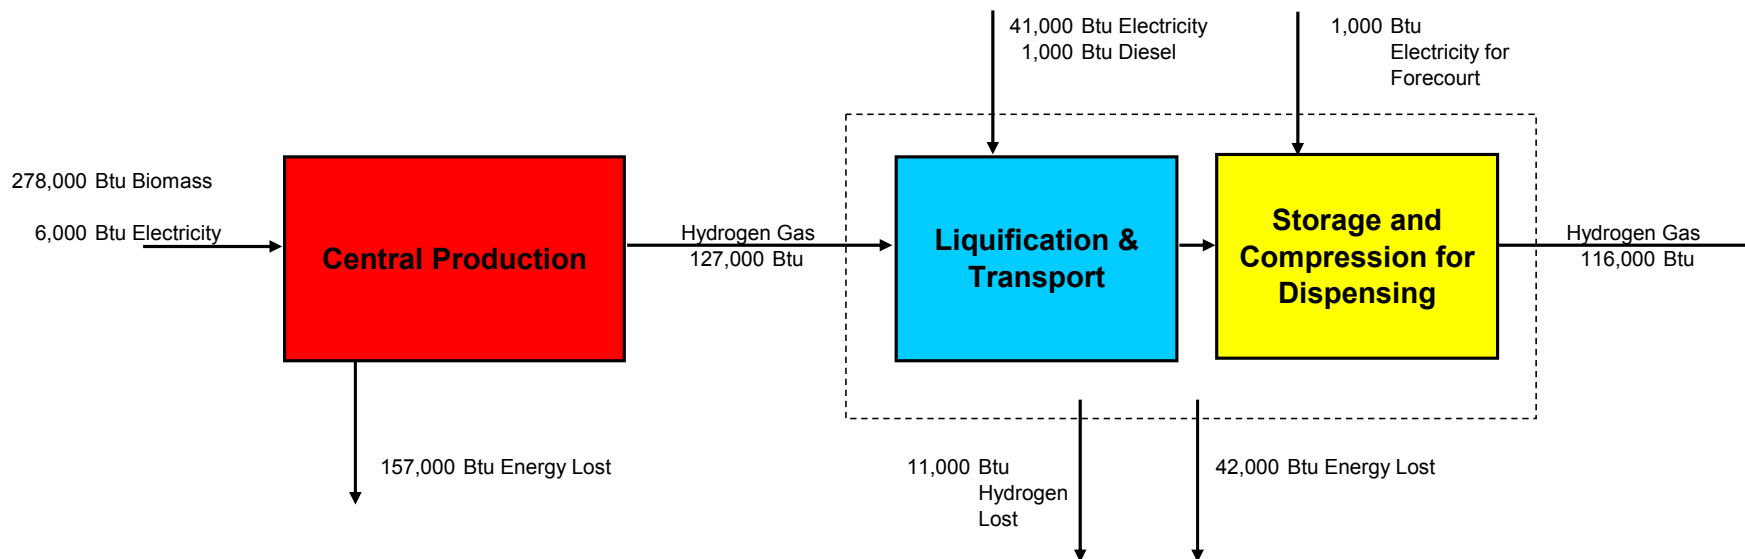 41,000 Btu Electricity
1,000 Btu Diesel
1,000 Btu
Electricity for
Forecourt
278,000 Btu Biomass
6,000 Btu Electricity
Central Production
Hydrogen Gas
127,000 Btu
Liquification &
Transport
Storage and
Compression for
Dispensing
Hydrogen Gas
116,000 Btu
157,000 Btu Energy Lost
11,000 Btu
Hydrogen
Lost
42,000 Btu Energy Lost